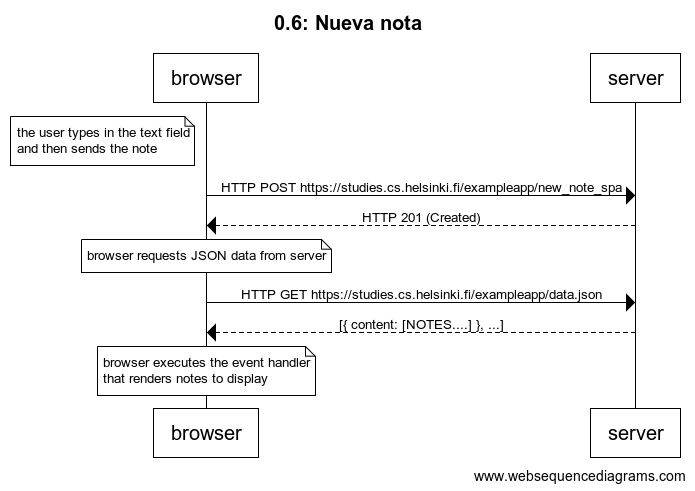 0.6: Nueva nota
browser
server
the user types in the text field
and then sends the note
HTTP POST https://studies.cs.helsinki.fi/exampleapp/new_note_spa
HTTP 201 (Created)
browser requests JSON data from server
HTTP GET https://studies.cs.helsinki.fi/exampleapp/data.json
[{ content: [NOTES....] }, ...]
browser executes the event handler
that renders notes to display
browser
server
www.websequencediagrams.com